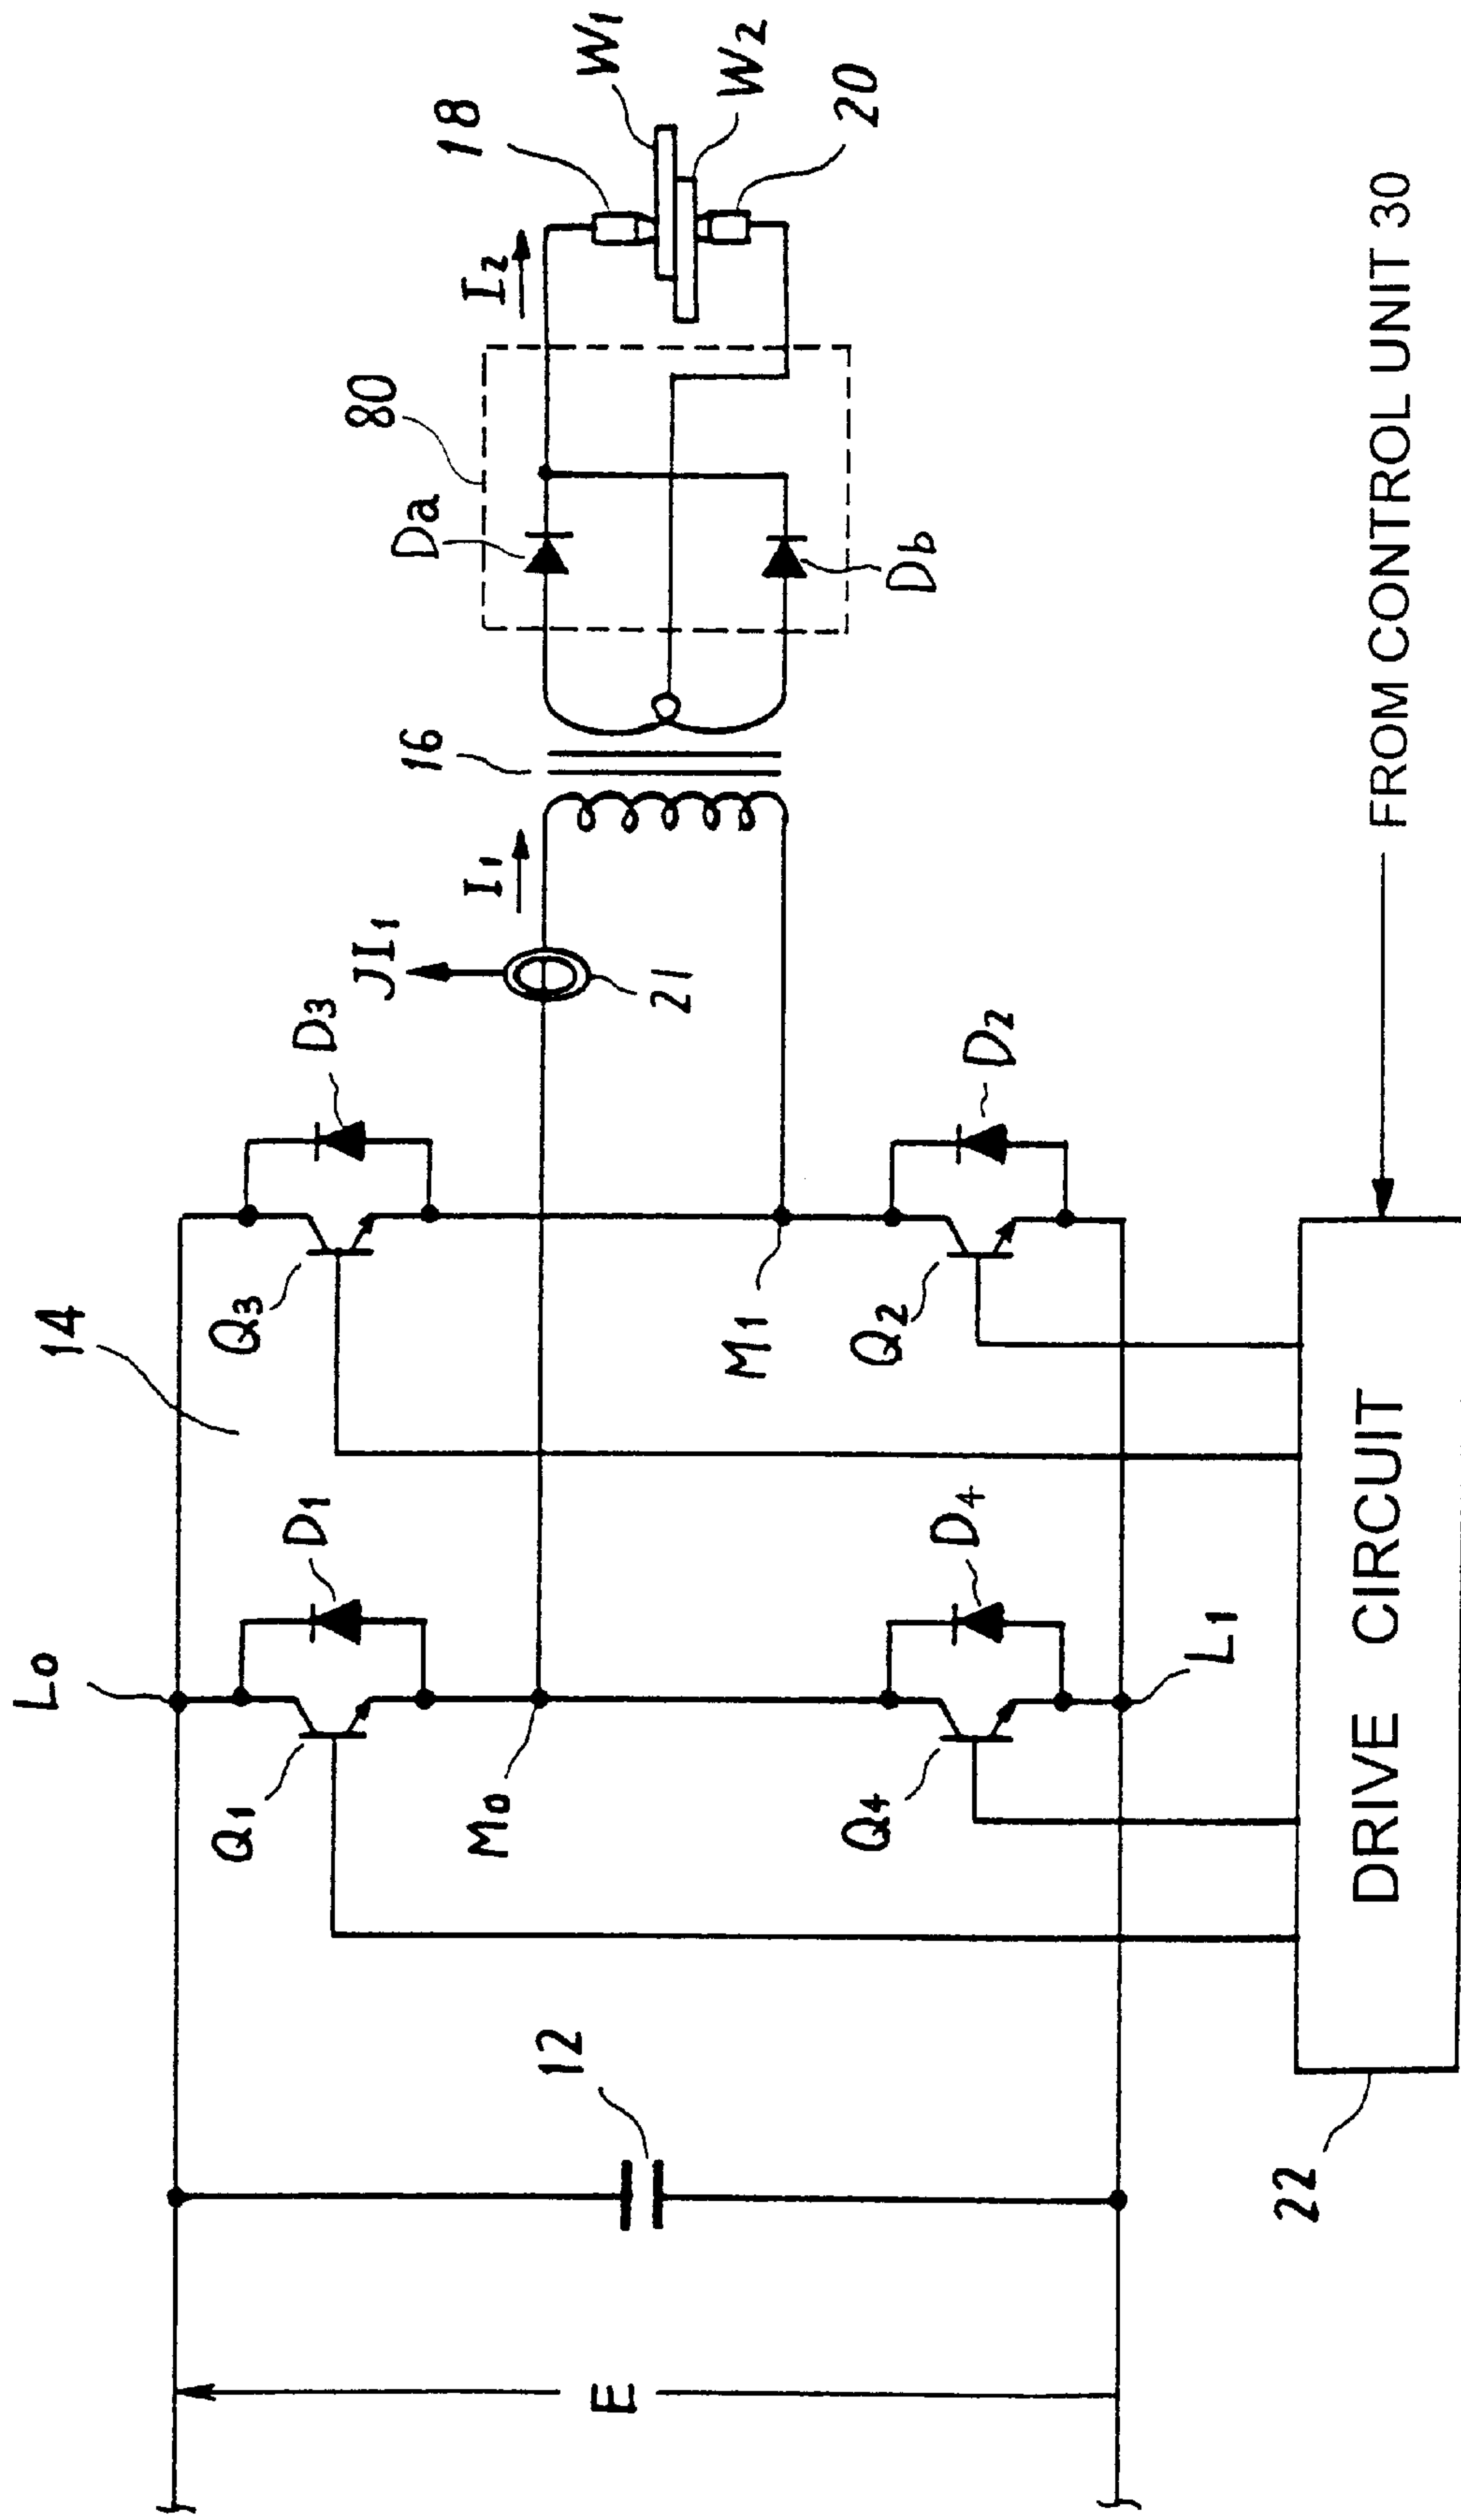 L0
14
Q1
D1
Q3
D3
JI1
I1
16
Da
80
I2
18
W1
W2
20
E
12
M0
M1
21
Db
Q4
D4
Q2
D2
L1
22
DRIVE CIRCUIT
FROM CONTROL UNIT 30